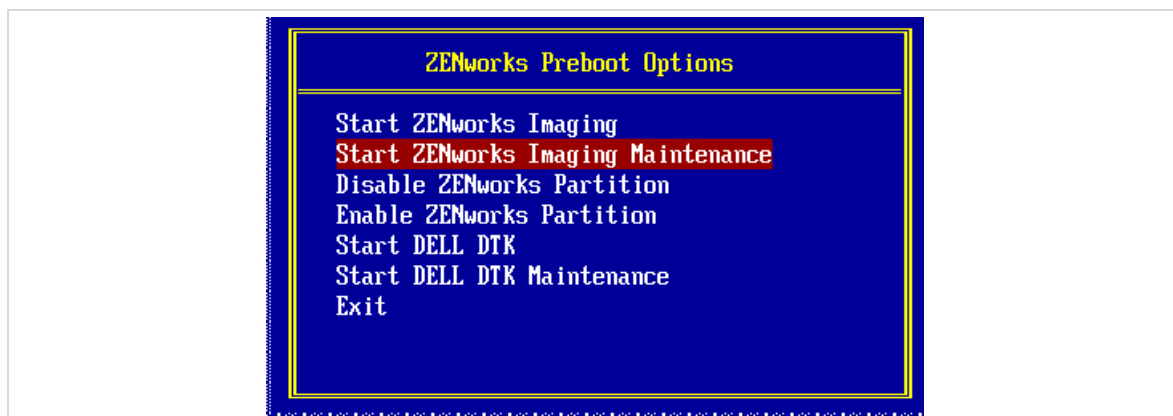 ZENworks Preboot Options
Start ZENworks Imaging
Start ZENworks Imaging Maintenance
Disable ZENworks Partition
Enable ZENworks Partition
Start DELL DTK
Start DELL DTK Maintenance
Exit